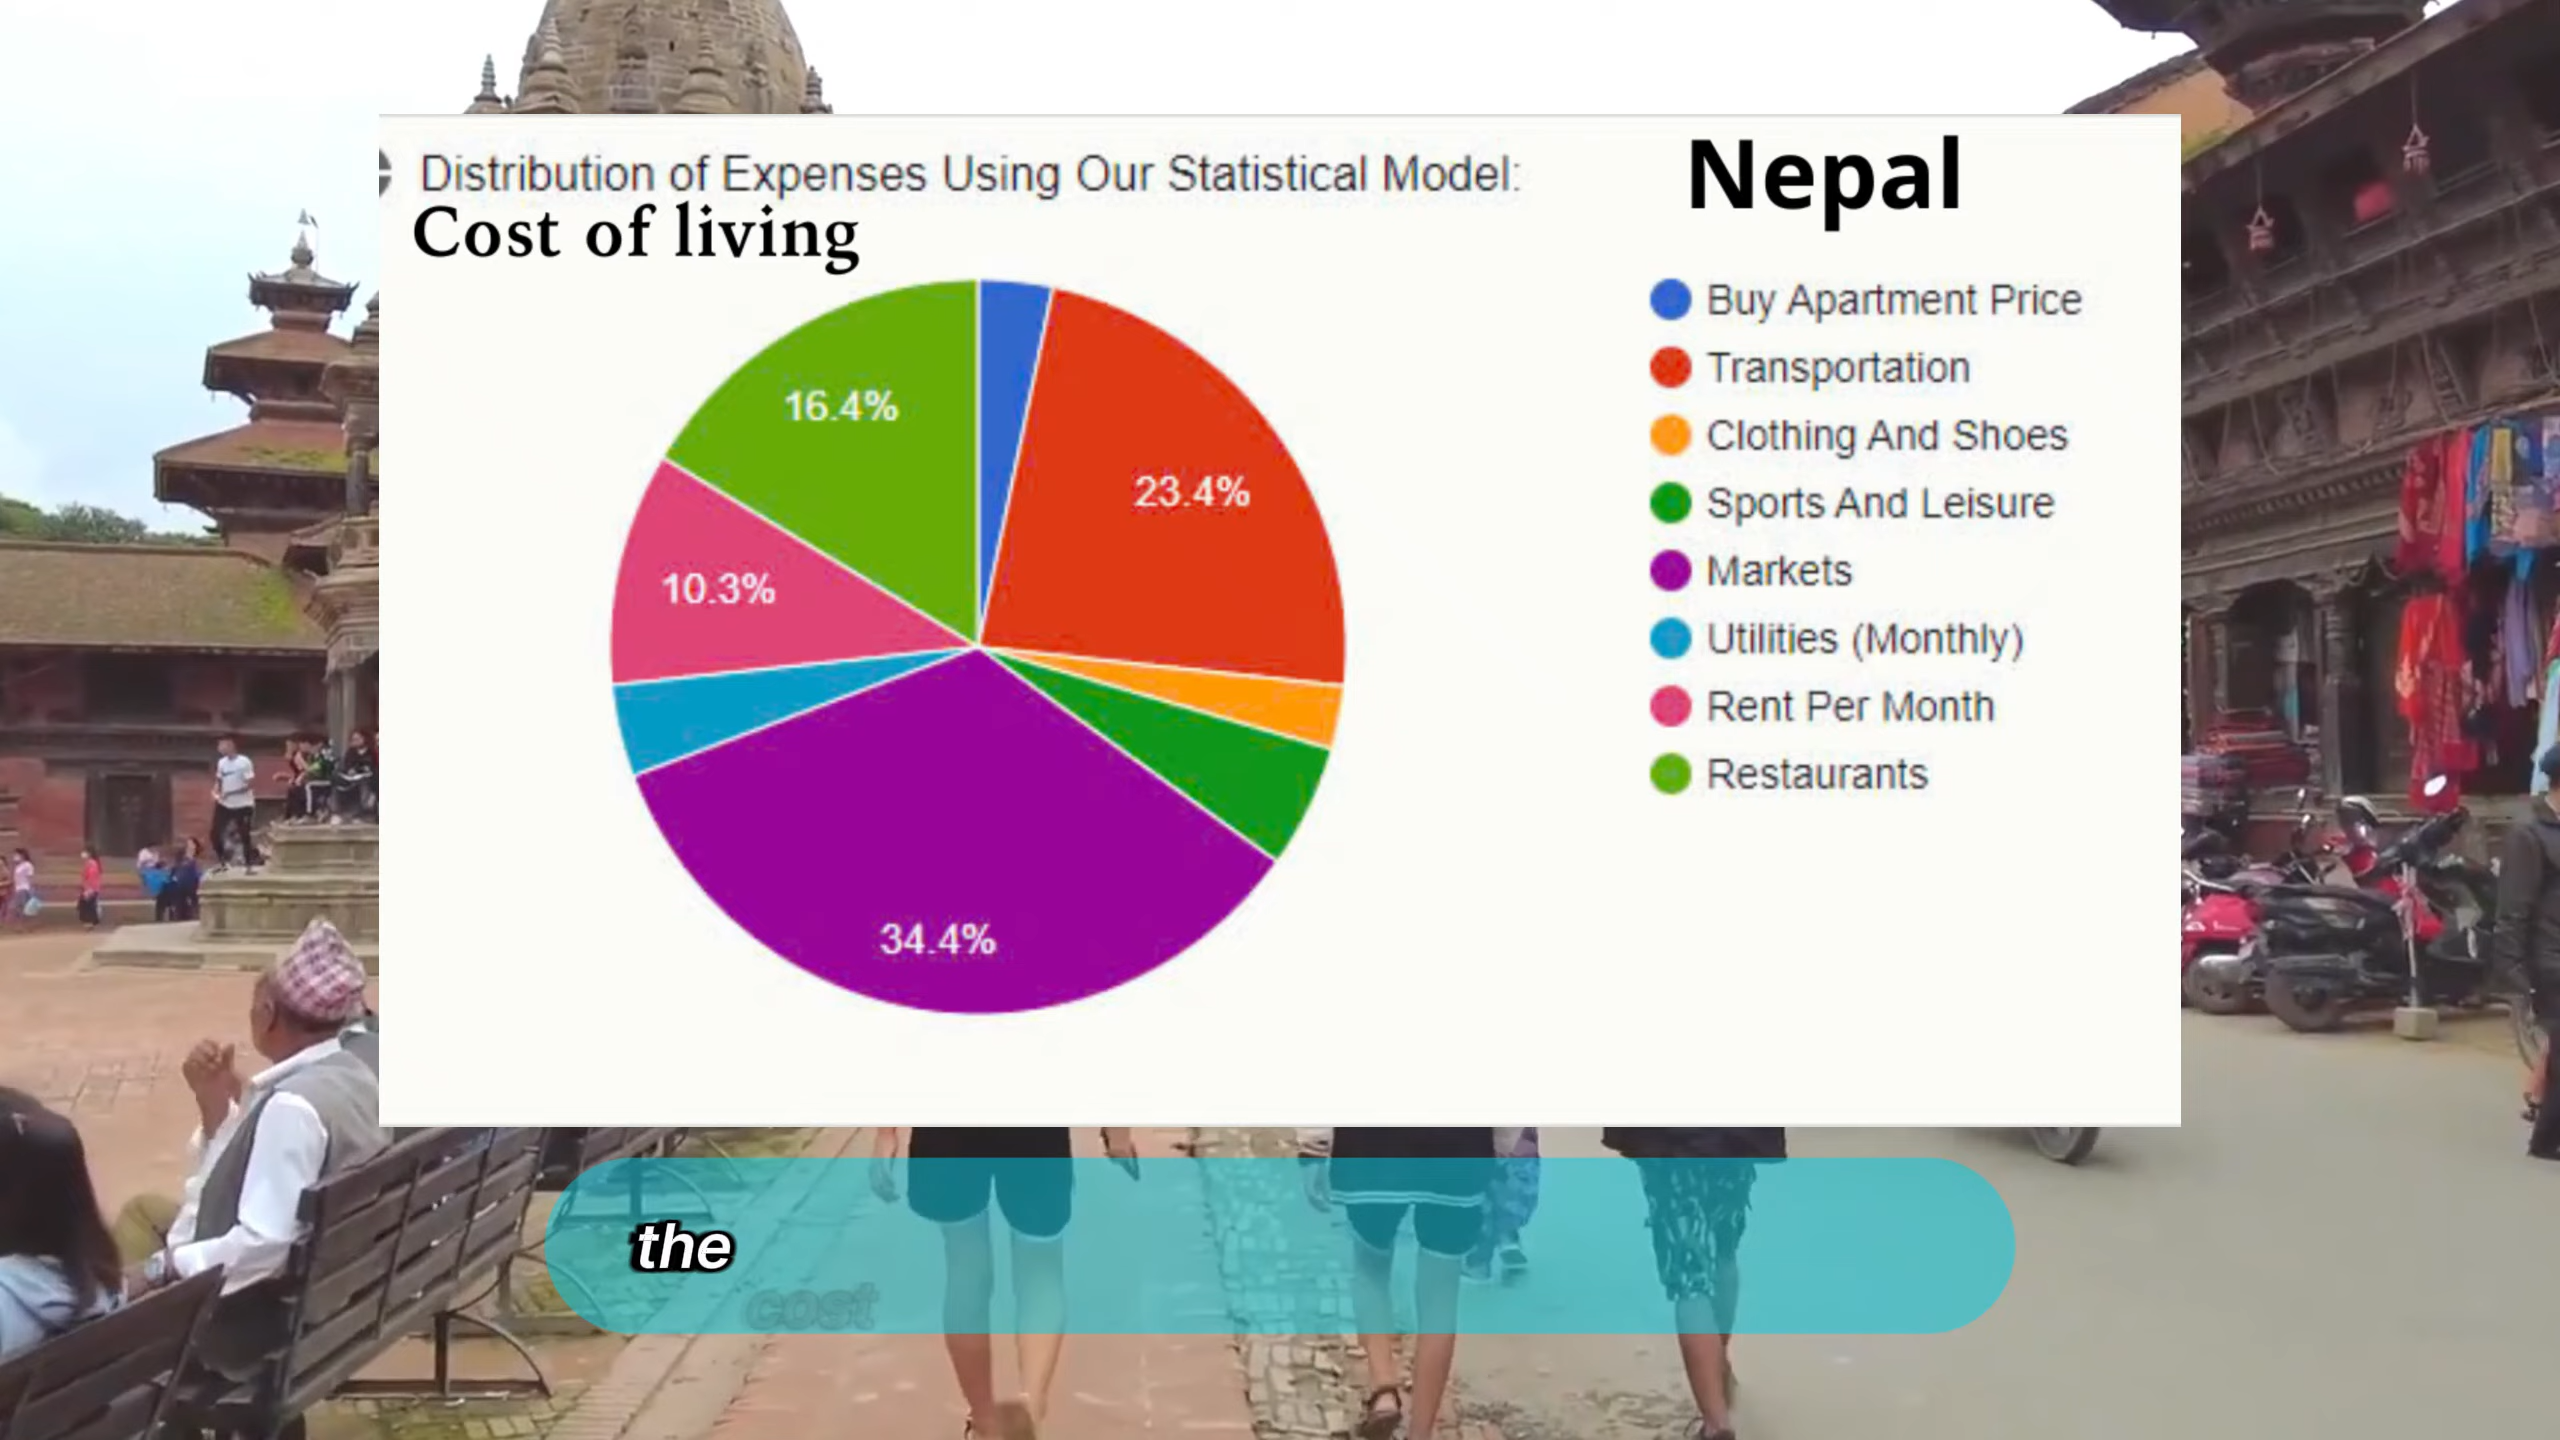 Distribution of Expenses Using Our Statistical Model:
Cost of living
Nepal
Buy Apartment Price
Transportation
Clothing And Shoes
Sports And Leisure
Markets
Utilities (Monthly)
Rent Per Month
Restaurants
16.4%
23.4%
10.3%
34.4%
the
cost